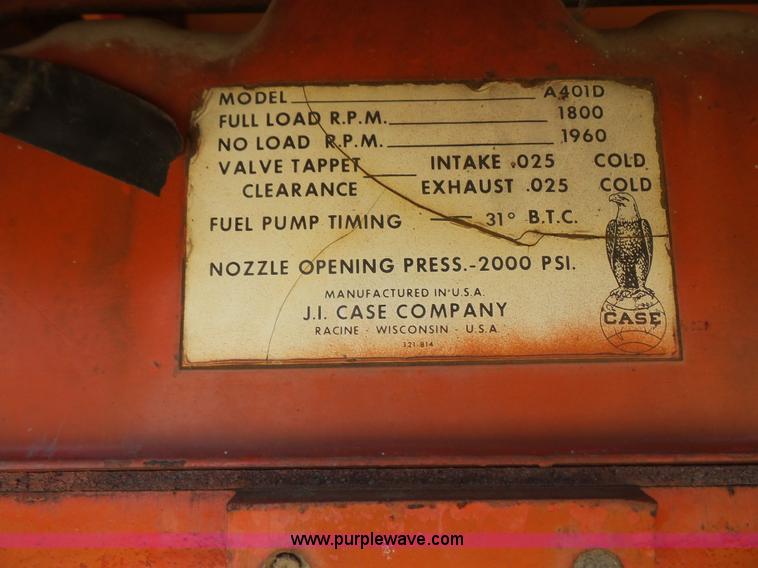 MODEL A401D
FULL LOAD R.P.M. 1800
NO LOAD R.P.M. 1960
VALVE TAPPET INTAKE .025 COLD
CLEARANCE EXHAUST .025 COLD
FUEL PUMP TIMING — 31° B.T.C.
NOZZLE OPENING PRESS.-2000 PSI.
MANUFACTURED IN U.S.A.
J.I. CASE COMPANY
RACINE - WISCONSIN - U.S.A.
321-814
CASE
www.purplewave.com